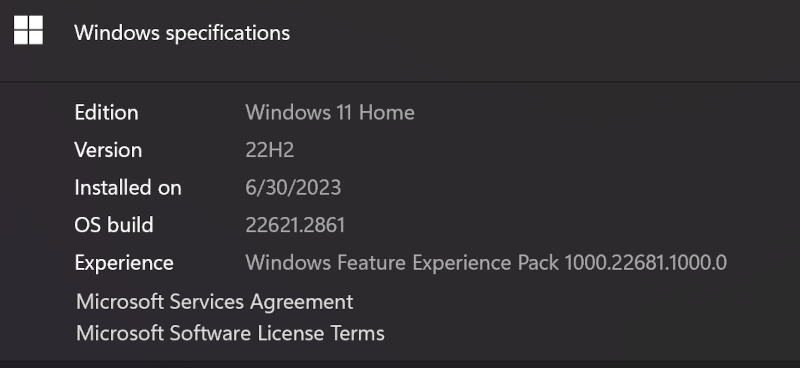 Windows specifications
Edition Windows 11 Home
Version 22H2
Installed on 6/30/2023
OS build 22621.2861
Experience Windows Feature Experience Pack 1000.22681.1000.0
Microsoft Services Agreement
Microsoft Software License Terms